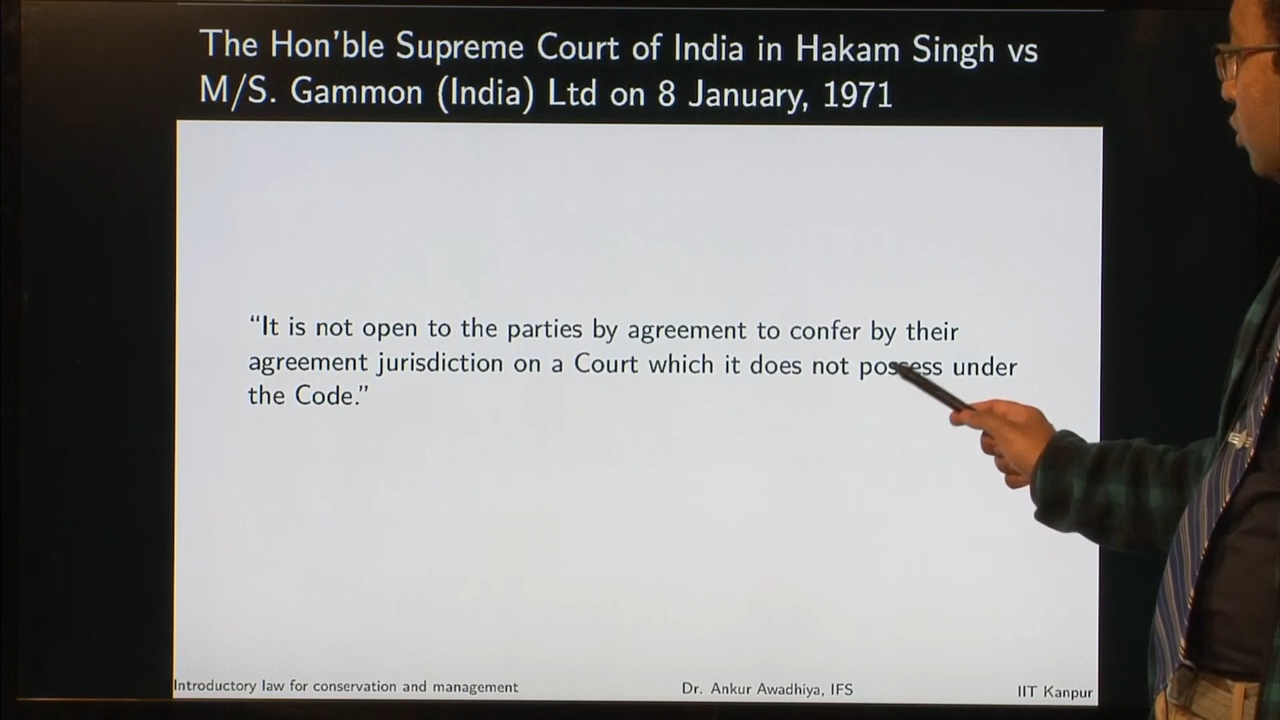 The Hon'ble Supreme Court of India in Hakam Singh vs
M/S. Gammon (India) Ltd on 8 January, 1971
“It is not open to the parties by agreement to confer by their
agreement jurisdiction on a Court which it does not possess under
the Code.”
Introductory law for conservation and management
Dr. Ankur Awadhiya, IFS
IIT Kanpur